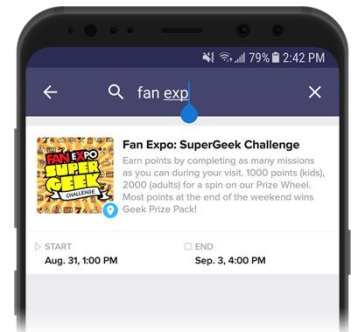 79% 2:42 PM
fan exp
FAN EXPO
SUPER
GEEK
CHALLENGE
Fan Expo: SuperGeek Challenge
Earn points by completing as many missions
as you can during your visit. 1000 points (kids),
2000 (adults) for a spin on our Prize Wheel.
Most points at the end of the weekend wins
Geek Prize Pack!
START END
Aug. 31, 1:00 PM Sep. 3, 4:00 PM